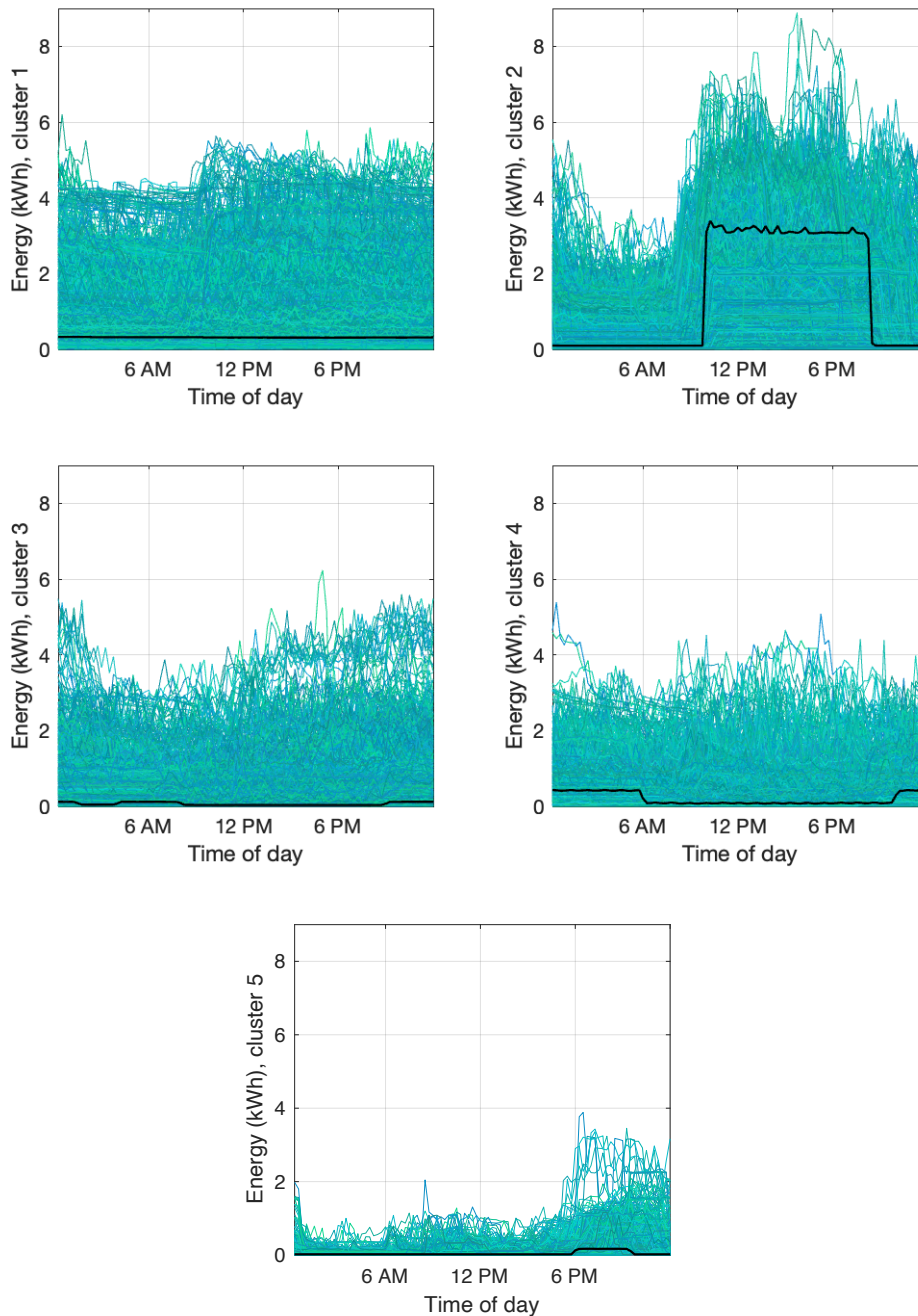 8
6
4
2
0
Energy (kWh), cluster 1
6 AM 12 PM 6 PM
Time of day
8
6
4
2
0
Energy (kWh), cluster 2
6 AM 12 PM 6 PM
Time of day
8
6
4
2
0
Energy (kWh), cluster 3
6 AM 12 PM 6 PM
Time of day
8
6
4
2
0
Energy (kWh), cluster 4
6 AM 12 PM 6 PM
Time of day
8
6
4
2
0
Energy (kWh), cluster 5
6 AM 12 PM 6 PM
Time of day